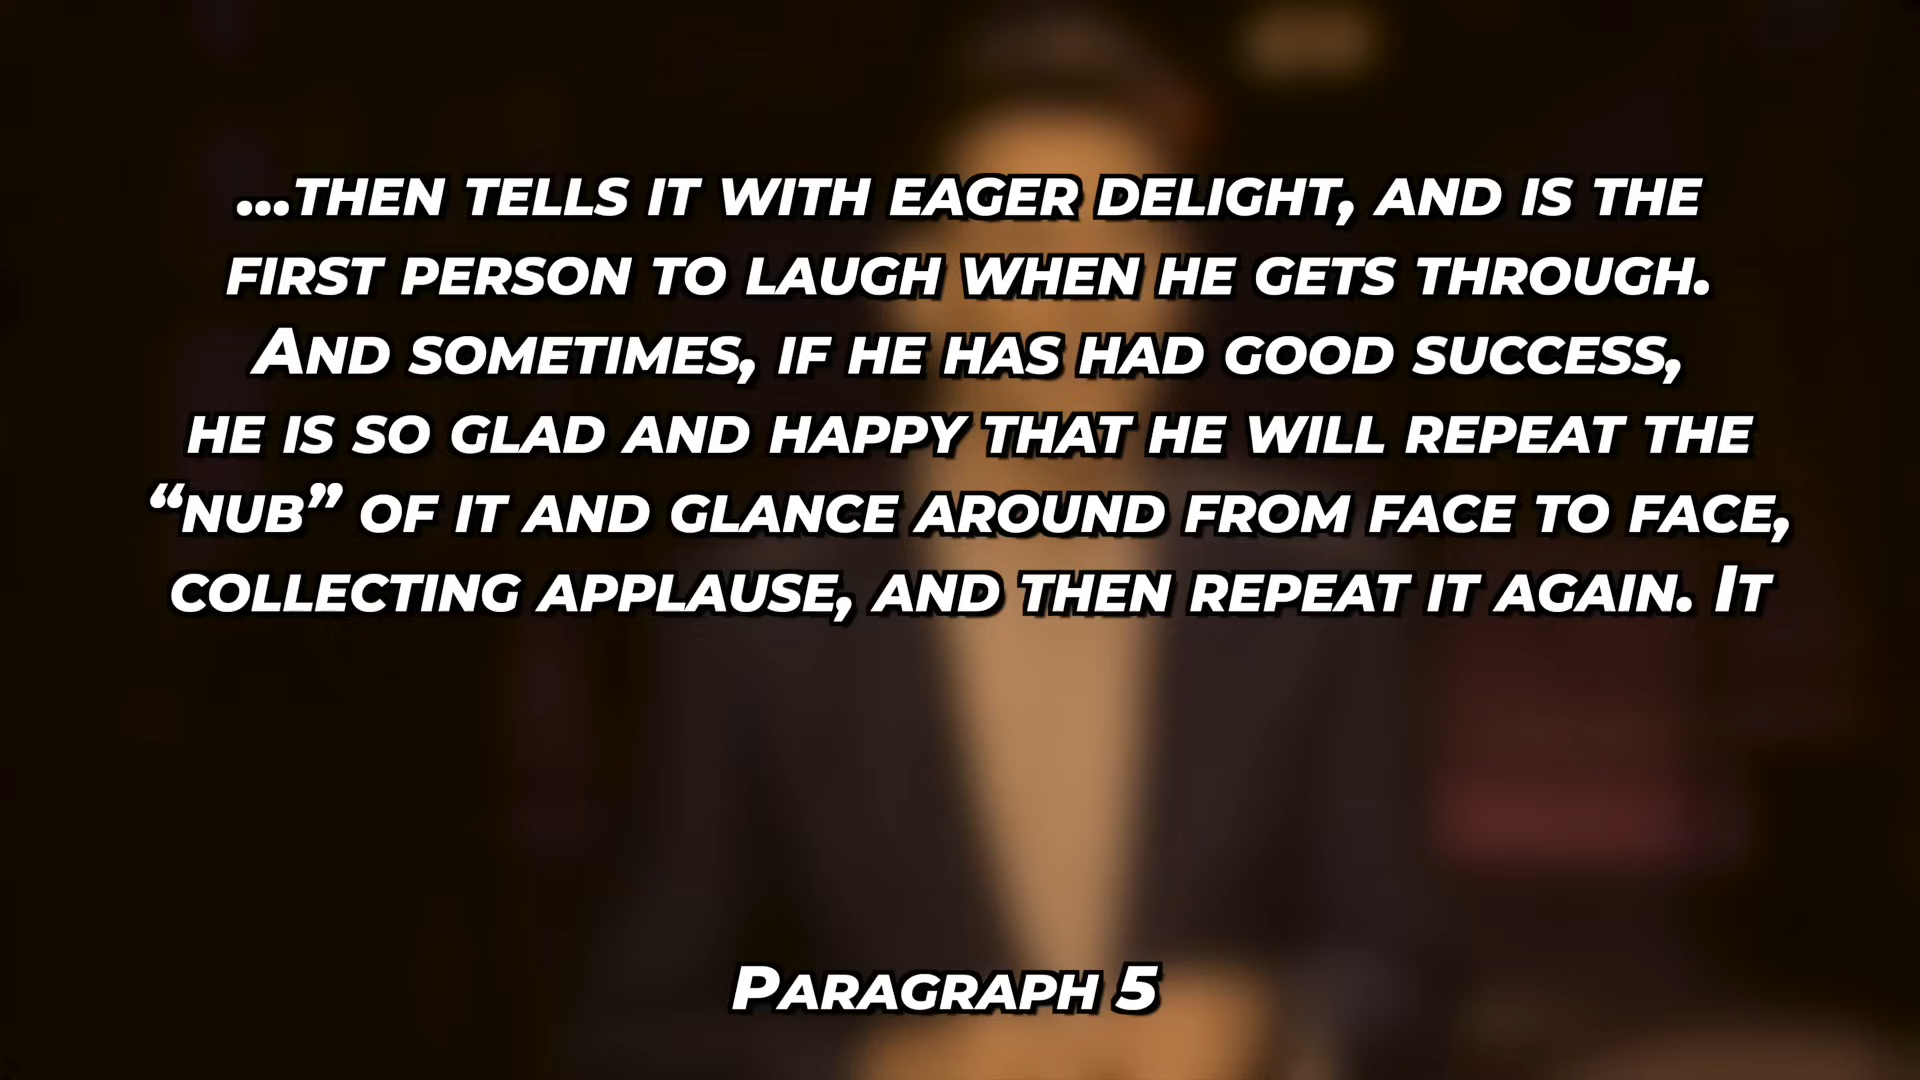 ...then tells it with eager delight, and is the
first person to laugh when he gets through.
And sometimes, if he has had good success,
he is so glad and happy that he will repeat the
“nub” of it and glance around from face to face,
collecting applause, and then repeat it again. It
Paragraph 5